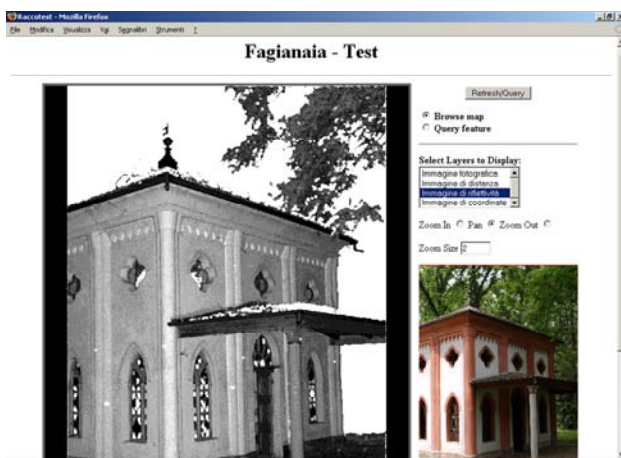 Raccotest - Mozilla Firefox
File Modifica Visualizza Vai Segnalibri Strumenti ?
Fagianaia - Test
Refresh/Query
Browse map
Query feature
Select Layers to Display:
Immagine fotografica
Immagine di distanza
Immagine di riflettività
Immagine di coordinate
Zoom In Pan Zoom Out
Zoom Size 2